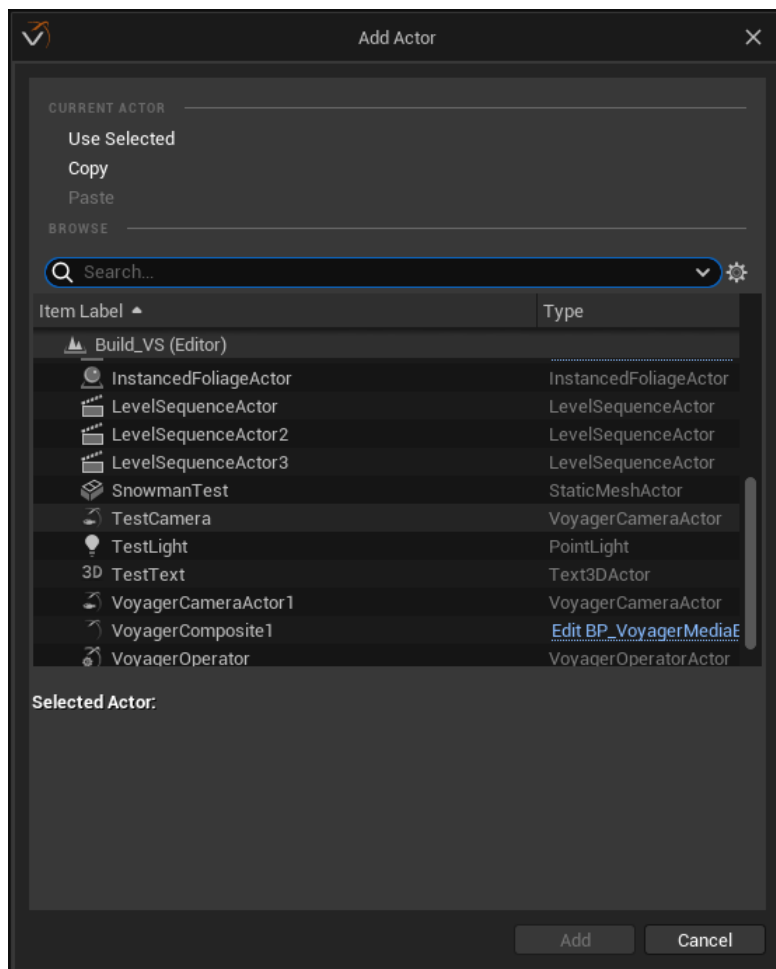 Add Actor
CURRENT ACTOR
Use Selected
Copy
Paste
BROWSE
Search...
Item Label Type
Build_VS (Editor)
InstancedFoliageActor InstancedFoliageActor
LevelSequenceActor LevelSequenceActor
LevelSequenceActor2 LevelSequenceActor
LevelSequenceActor3 LevelSequenceActor
SnowmanTest StaticMeshActor
TestCamera VoyagerCameraActor
TestLight PointLight
3D TestText Text3DActor
VoyagerCameraActor1 VoyagerCameraActor
VoyagerComposite1 Edit BP_VoyagerMediaE
VoyagerOperator VoyagerOperatorActor
Selected Actor:
Add Cancel